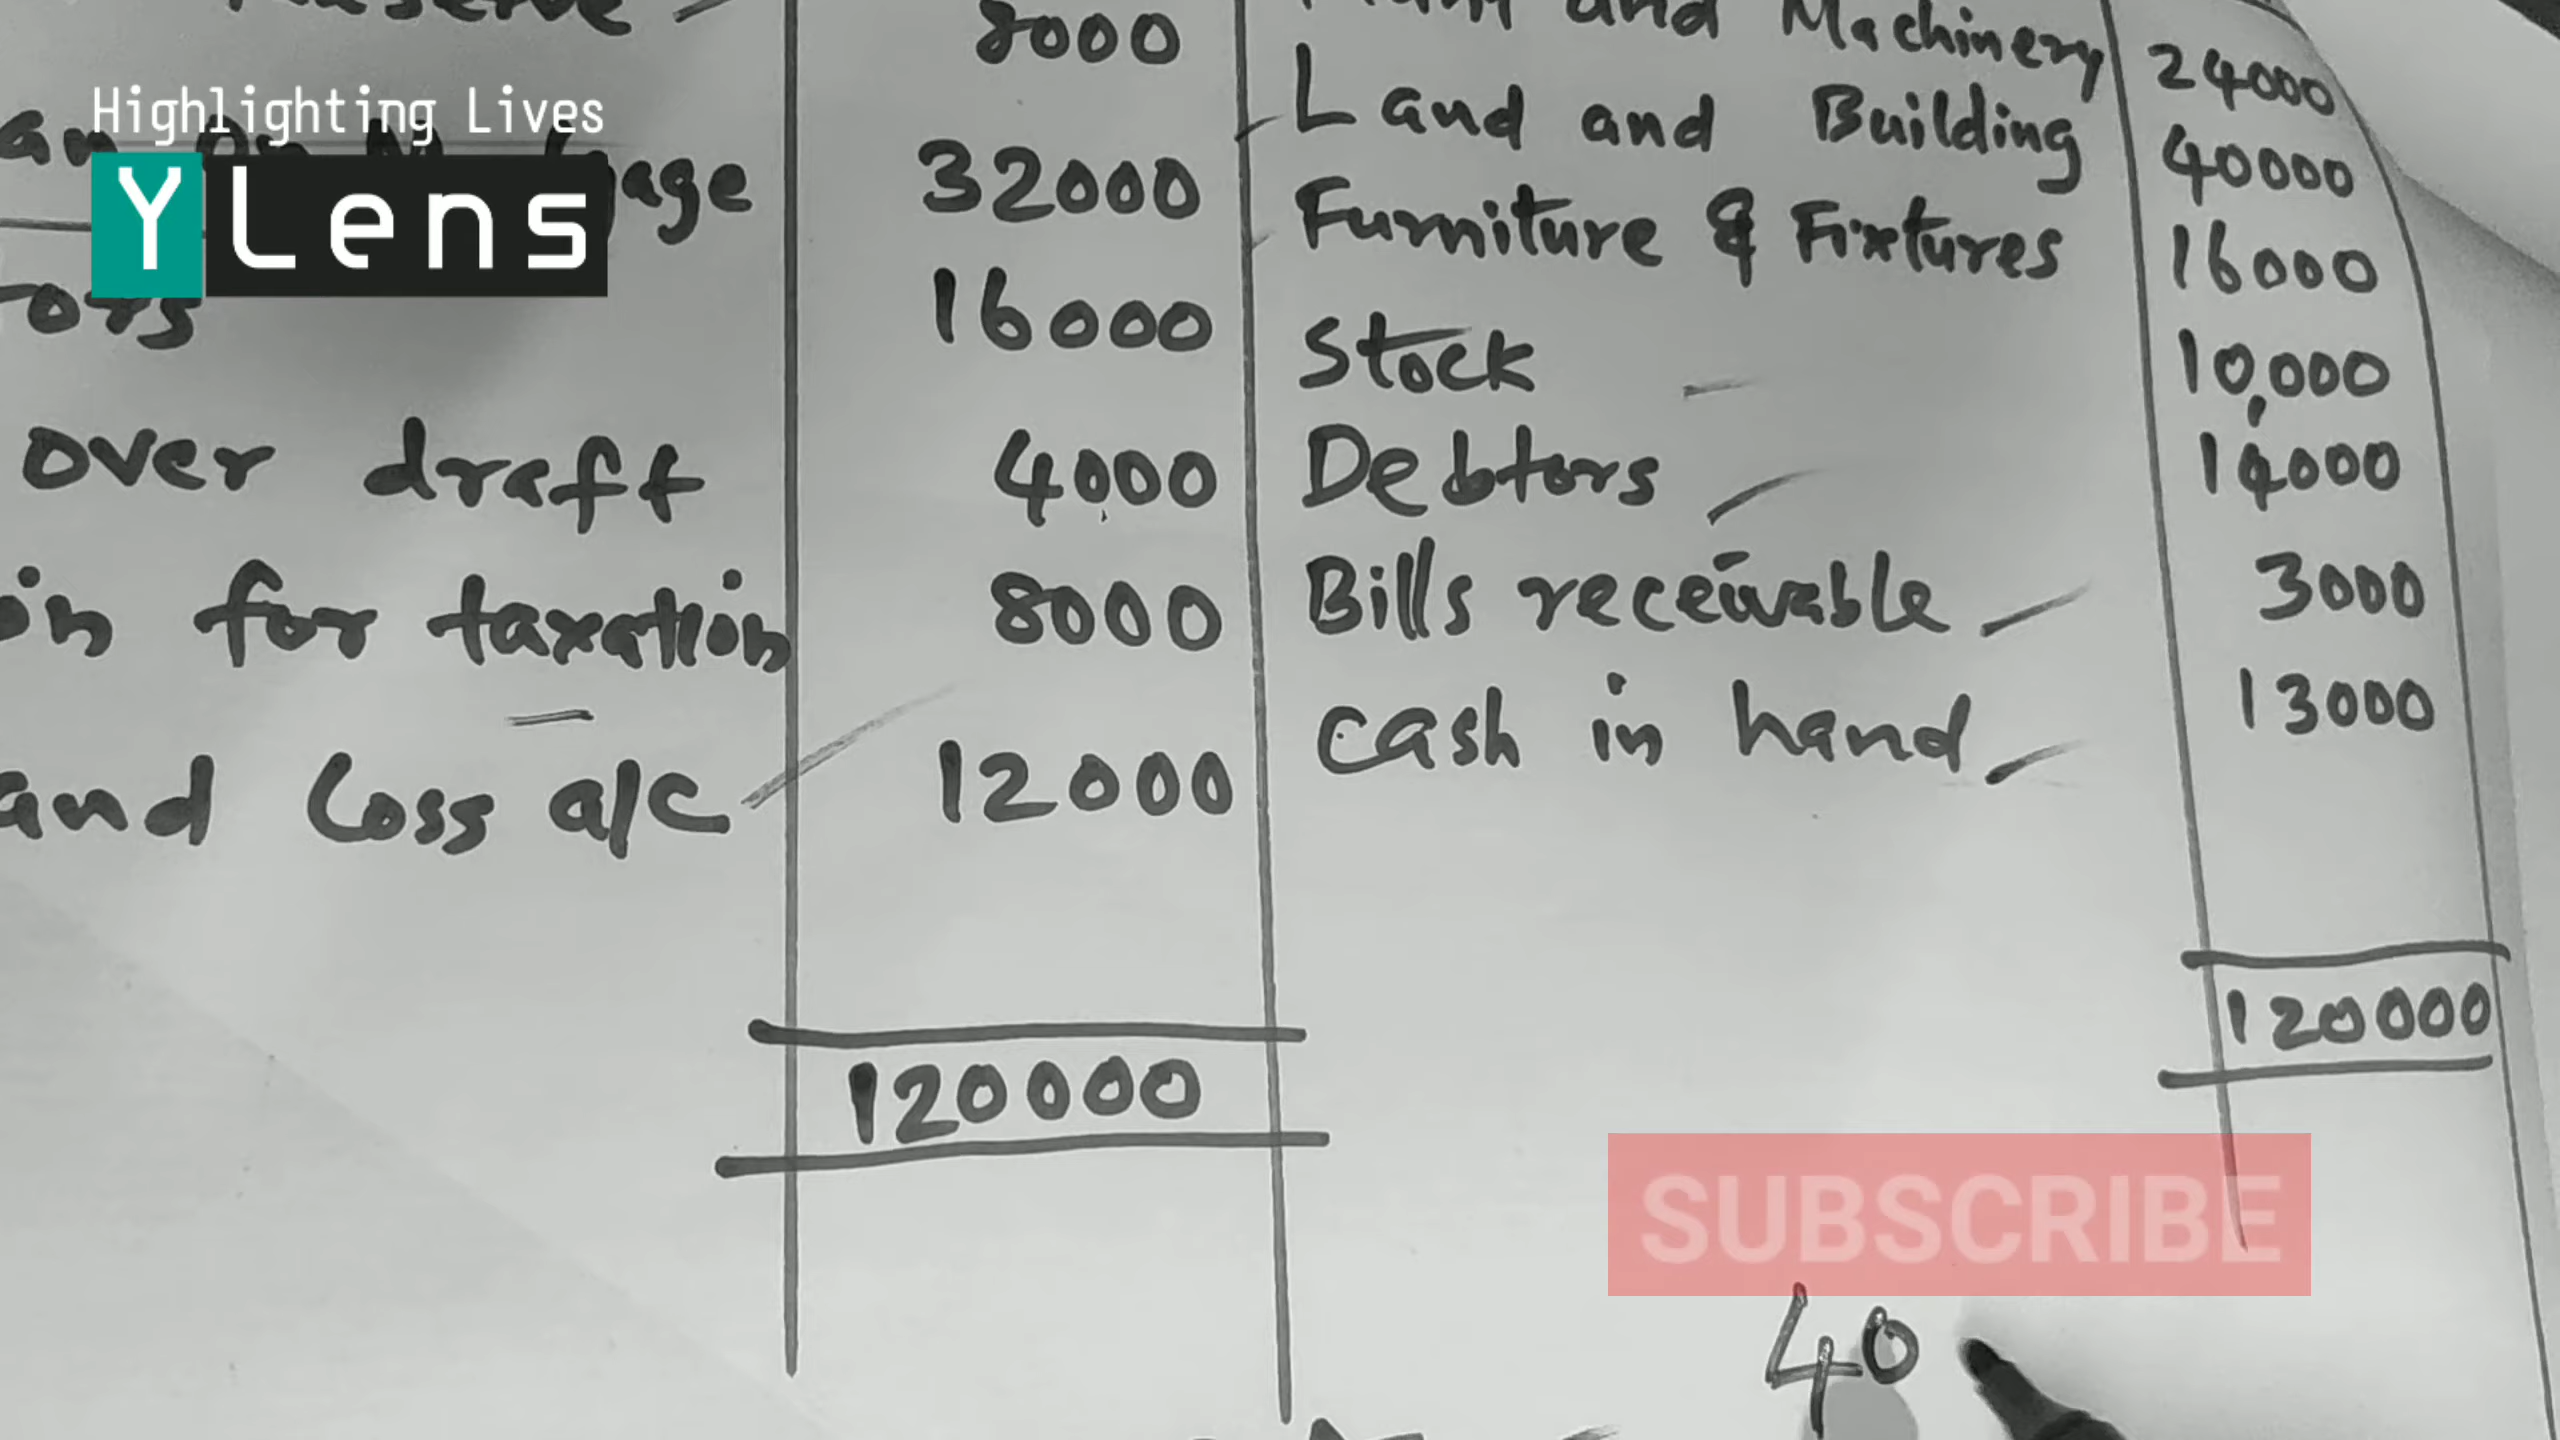 8000
Machinery 24000
Highlighting Lives
YLens
32000 Land and Building 40000
Furniture & Fixtures 16000
16000 Stock 10,000
over draft 4000 Debtors 14000
for taxation 8000 Bills receivable 3000
and Loss a/c 12000 cash in hand 13000
120000 120000
SUBSCRIBE
40